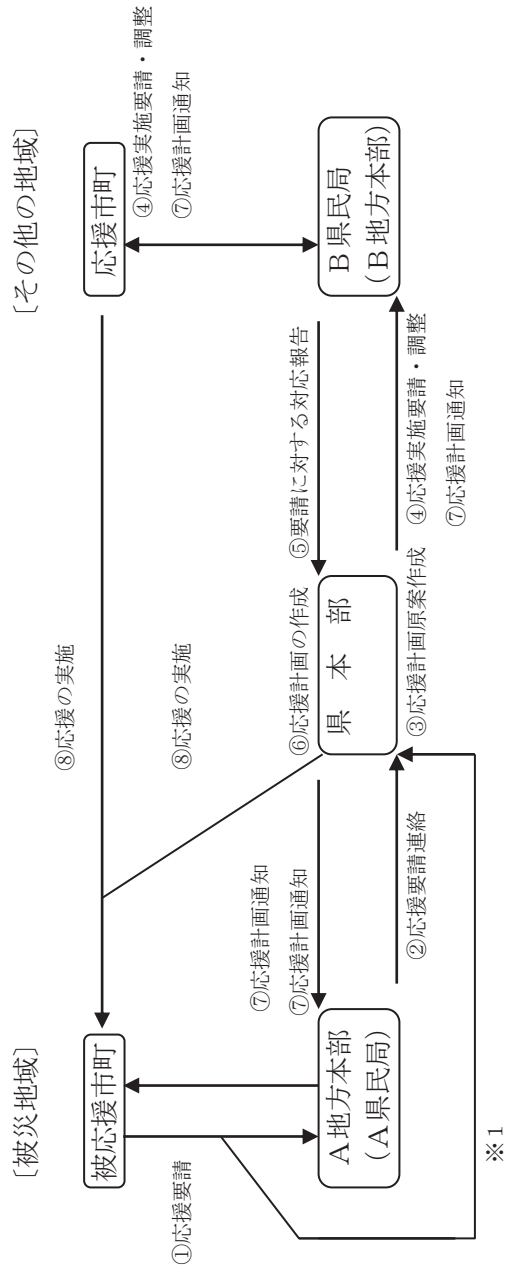 ［被災地域］
［その他の地域］
⑧応援の実施
被応援市町
応援市町
①応援要請
⑧応援の実施
④応援実施要請・調整
⑦応援計画通知
⑦応援計画通知
⑦応援計画通知
⑥応援計画の作成
⑤要請に対する対応報告
A地方本部
（A県民局）
県本部
B県民局
（B地方本部）
②応援要請連絡
③応援計画原案作成
④応援実施要請・調整
⑦応援計画通知
※1